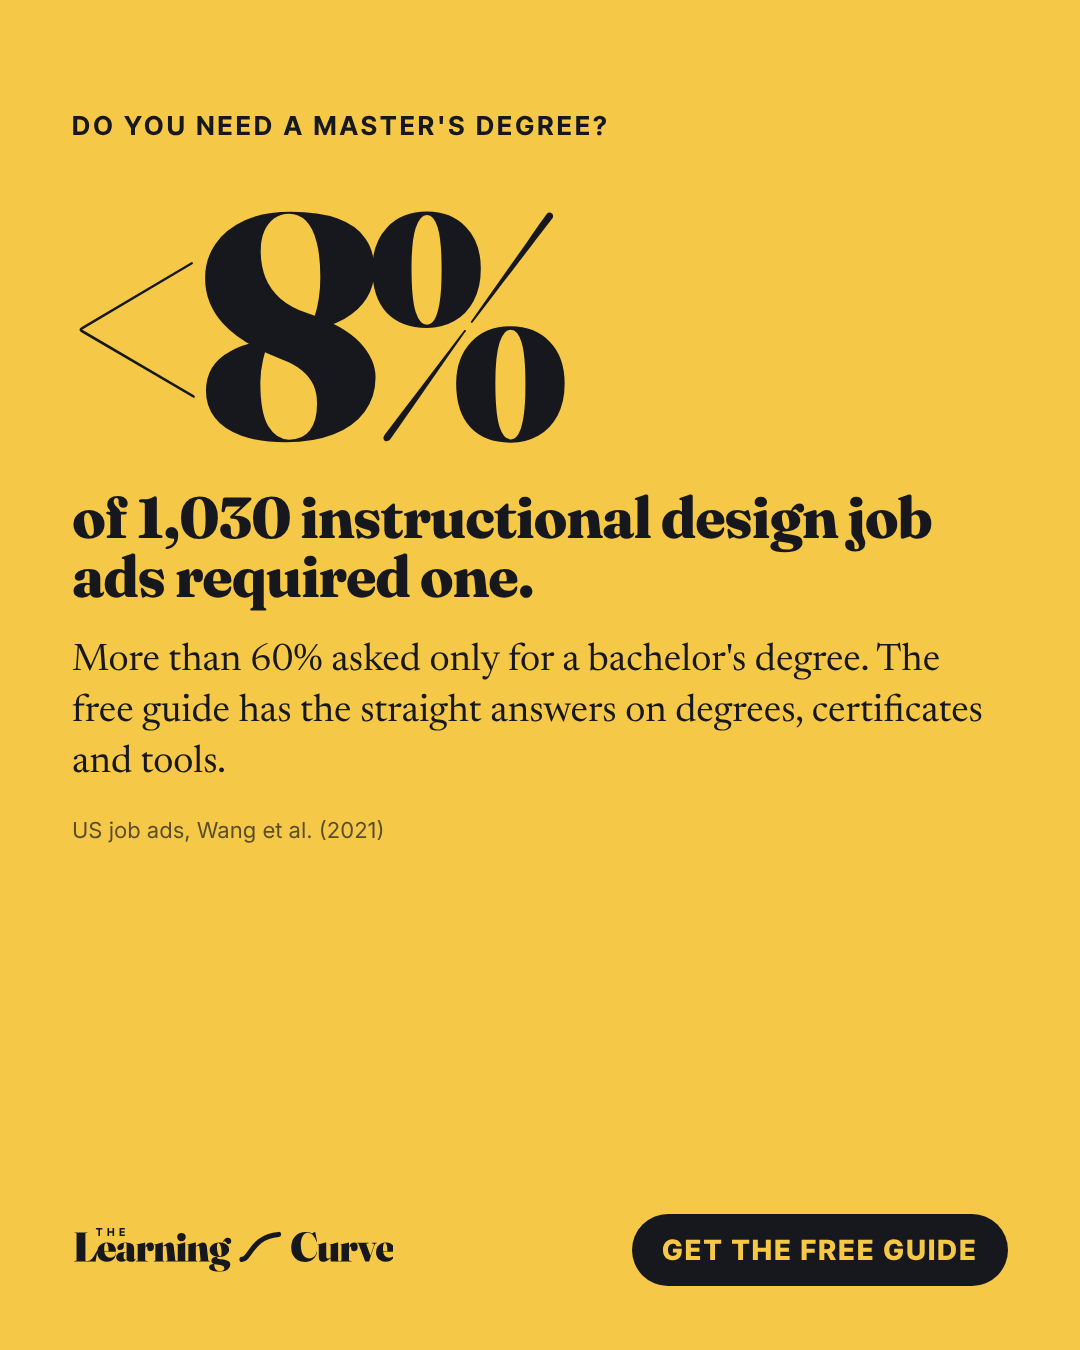 DO YOU NEED A MASTER'S DEGREE?
<8%
of 1,030 instructional design job
ads required one.
More than 60% asked only for a bachelor's degree. The
free guide has the straight answers on degrees, certificates
and tools.
US job ads, Wang et al. (2021)
THE
Learning Curve
GET THE FREE GUIDE